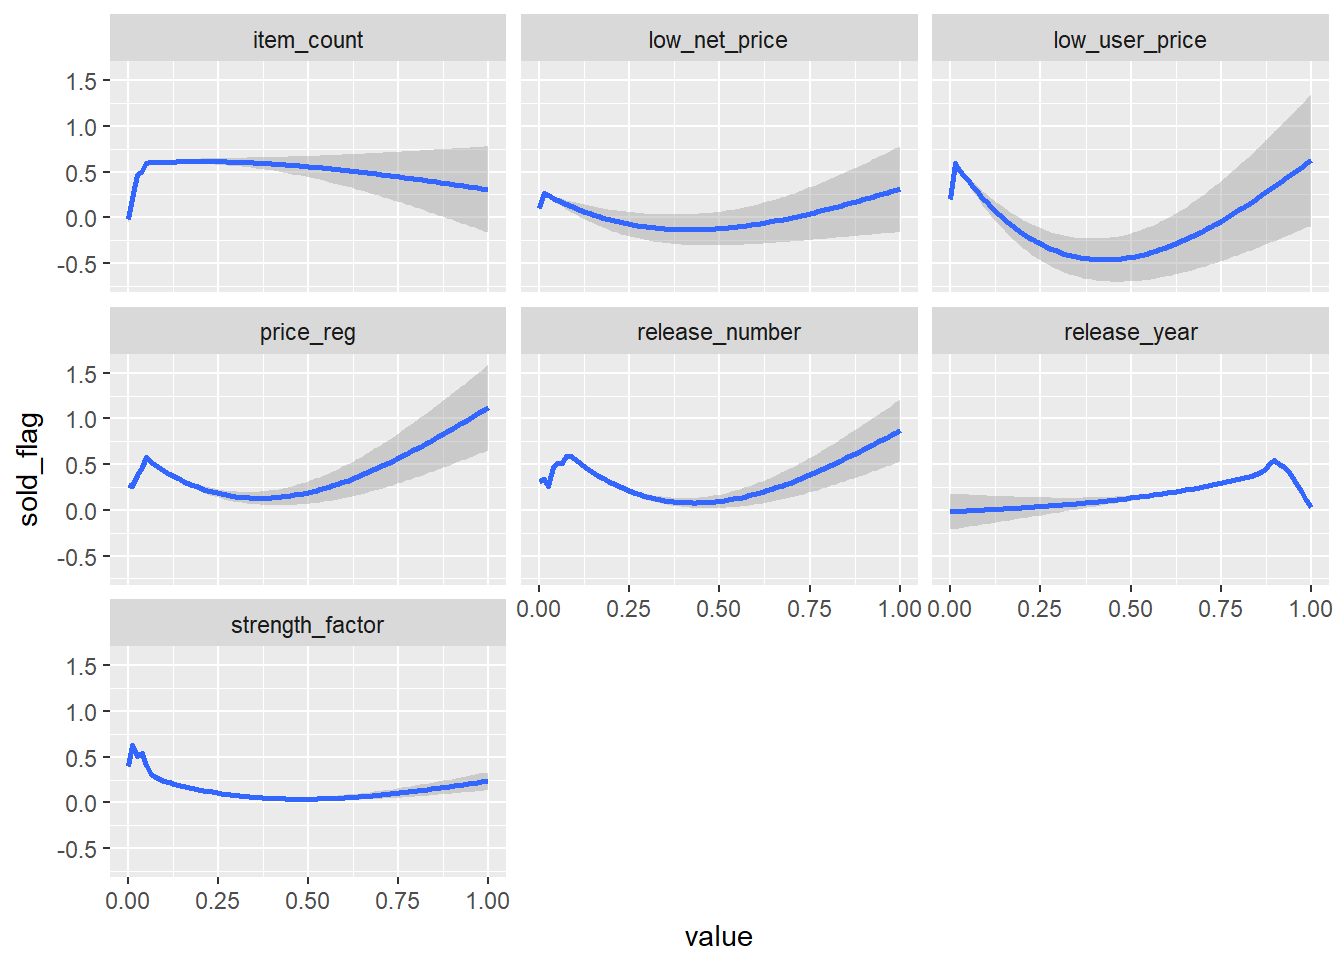 item_count low_net_price low_user_price
1.5
1.0
0.5
0.0
-0.5
price_reg release_number release_year
1.5
1.0
0.5
0.0
-0.5
0.00 0.25 0.50 0.75 1.00 0.00 0.25 0.50 0.75 1.00
strength_factor
1.5
1.0
0.5
0.0
-0.5
0.00 0.25 0.50 0.75 1.00
sold_flag
value